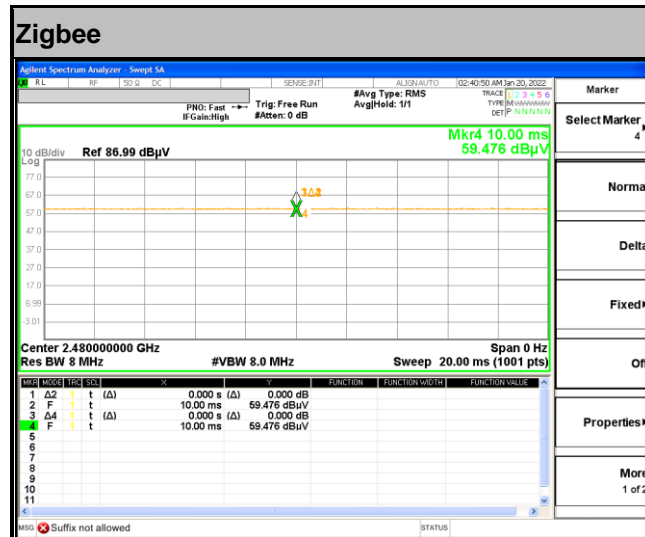 Zigbee
Agilent Spectrum Analyzer - Swept SA
RL RF 50 Ω DC SENSE:INT ALIGNAUTO 02:40:50 AM Jan 20, 2022
PNO: Fast Trig: Free Run #Avg Type: RMS TRACE 1 2 3 4 5 6
IFGain:High #Atten: 0 dB Avg|Hold: 1/1 TYPE M
DET P N N N N N
Marker
Select Marker
4
Mkr4 10.00 ms
59.476 dBμV
10 dB/div Ref 86.99 dBμV
Log
77.0
67.0
57.0
47.0
37.0
27.0
17.0
6.99
-3.01
4
Center 2.480000000 GHz Span 0 Hz
Res BW 8 MHz #VBW 8.0 MHz Sweep 20.00 ms (1001 pts)
MKR MODE TRC SCL X Y FUNCTION FUNCTION WIDTH FUNCTION VALUE
1 Δ2 1 t (Δ) 0.000 s (Δ) 0.000 dB
2 F 1 t 10.00 ms 59.476 dBμV
3 Δ4 1 t (Δ) 0.000 s (Δ) 0.000 dB
4 F 1 t 10.00 ms 59.476 dBμV
5
6
7
8
9
10
11
Norma
Delta
Fixed
Of
Properties
More
1 of 2
MSG Suffix not allowed STATUS